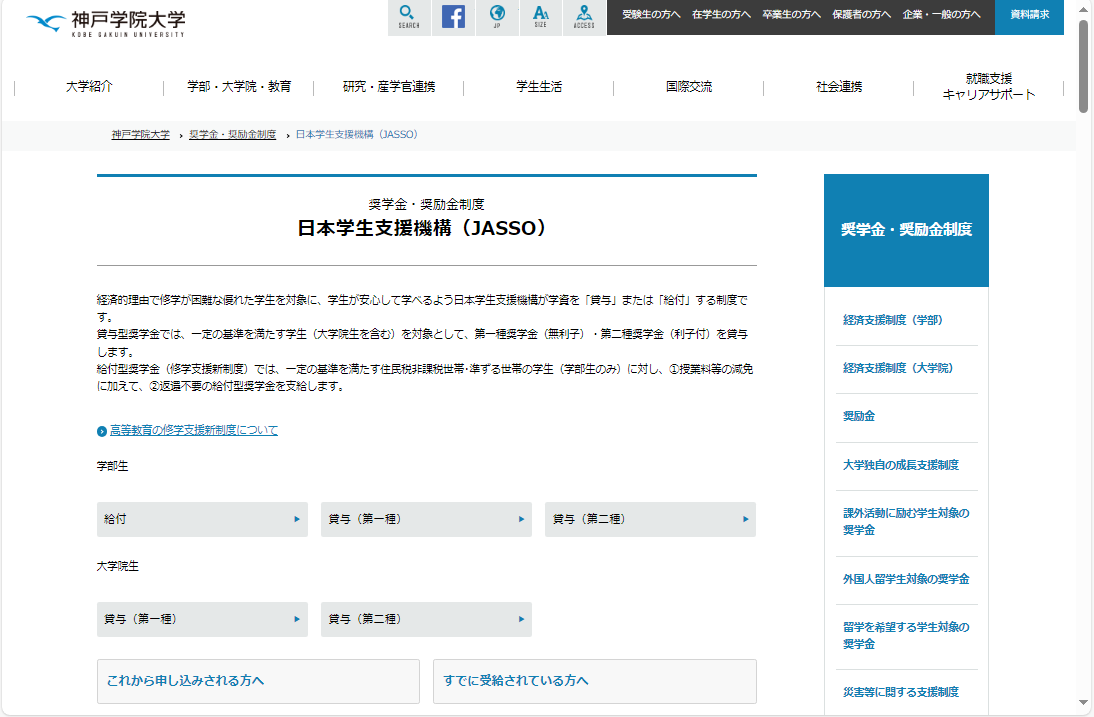 神戸学院大学
KOBE GAKUIN UNIVERSITY
SEARCH
JP
SIZE
ACCESS
受験生の方へ 在学生の方へ 卒業生の方へ 保護者の方へ 企業・一般の方へ
資料請求
大学紹介
学部・大学院・教育
研究・産学官連携
学生生活
国際交流
社会連携
就職支援
キャリアサポート
神戸学院大学 › 奨学金・奨励金制度 › 日本学生支援機構（JASSO）
奨学金・奨励金制度
日本学生支援機構（JASSO）
経済的理由で修学が困難な優れた学生を対象に、学生が安心して学べるよう日本学生支援機構が学資を「貸与」または「給付」する制度で
す。
貸与型奨学金では、一定の基準を満たす学生（大学院生を含む）を対象として、第一種奨学金（無利子）・第二種奨学金（利子付）を貸与
します。
給付型奨学金（修学支援新制度）では、一定の基準を満たす住民税非課税世帯･準ずる世帯の学生（学部生のみ）に対し、①授業料等の減免
に加えて、②返還不要の給付型奨学金を支給します。
高等教育の修学支援新制度について
学部生
給付
貸与（第一種）
貸与（第二種）
大学院生
貸与（第一種）
貸与（第二種）
これから申し込みされる方へ
すでに受給されている方へ
奨学金・奨励金制度
経済支援制度（学部）
経済支援制度（大学院）
奨励金
大学独自の成長支援制度
課外活動に励む学生対象の
奨学金
外国人留学生対象の奨学金
留学を希望する学生対象の
奨学金
災害等に関する支援制度